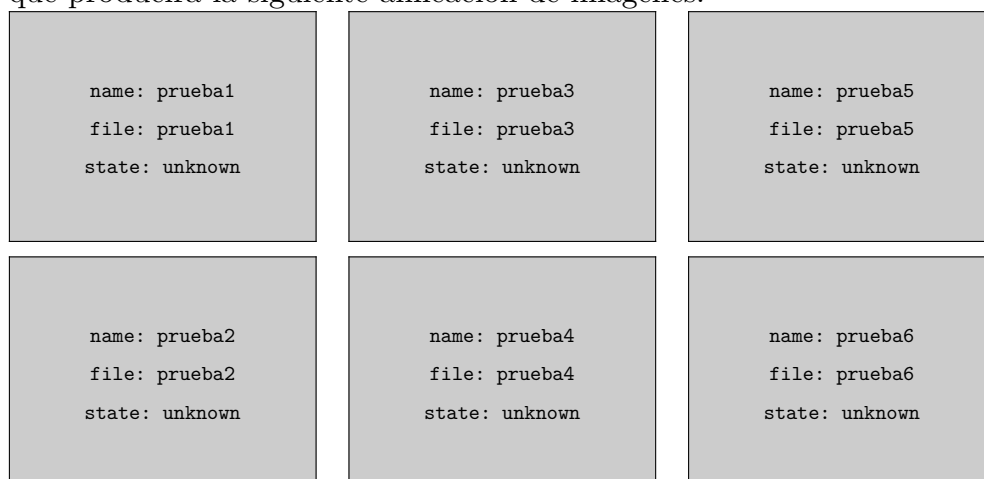 que producirá la siguiente alineación de imágenes:
name: prueba1
file: prueba1
state: unknown
name: prueba3
file: prueba3
state: unknown
name: prueba5
file: prueba5
state: unknown
name: prueba2
file: prueba2
state: unknown
name: prueba4
file: prueba4
state: unknown
name: prueba6
file: prueba6
state: unknown